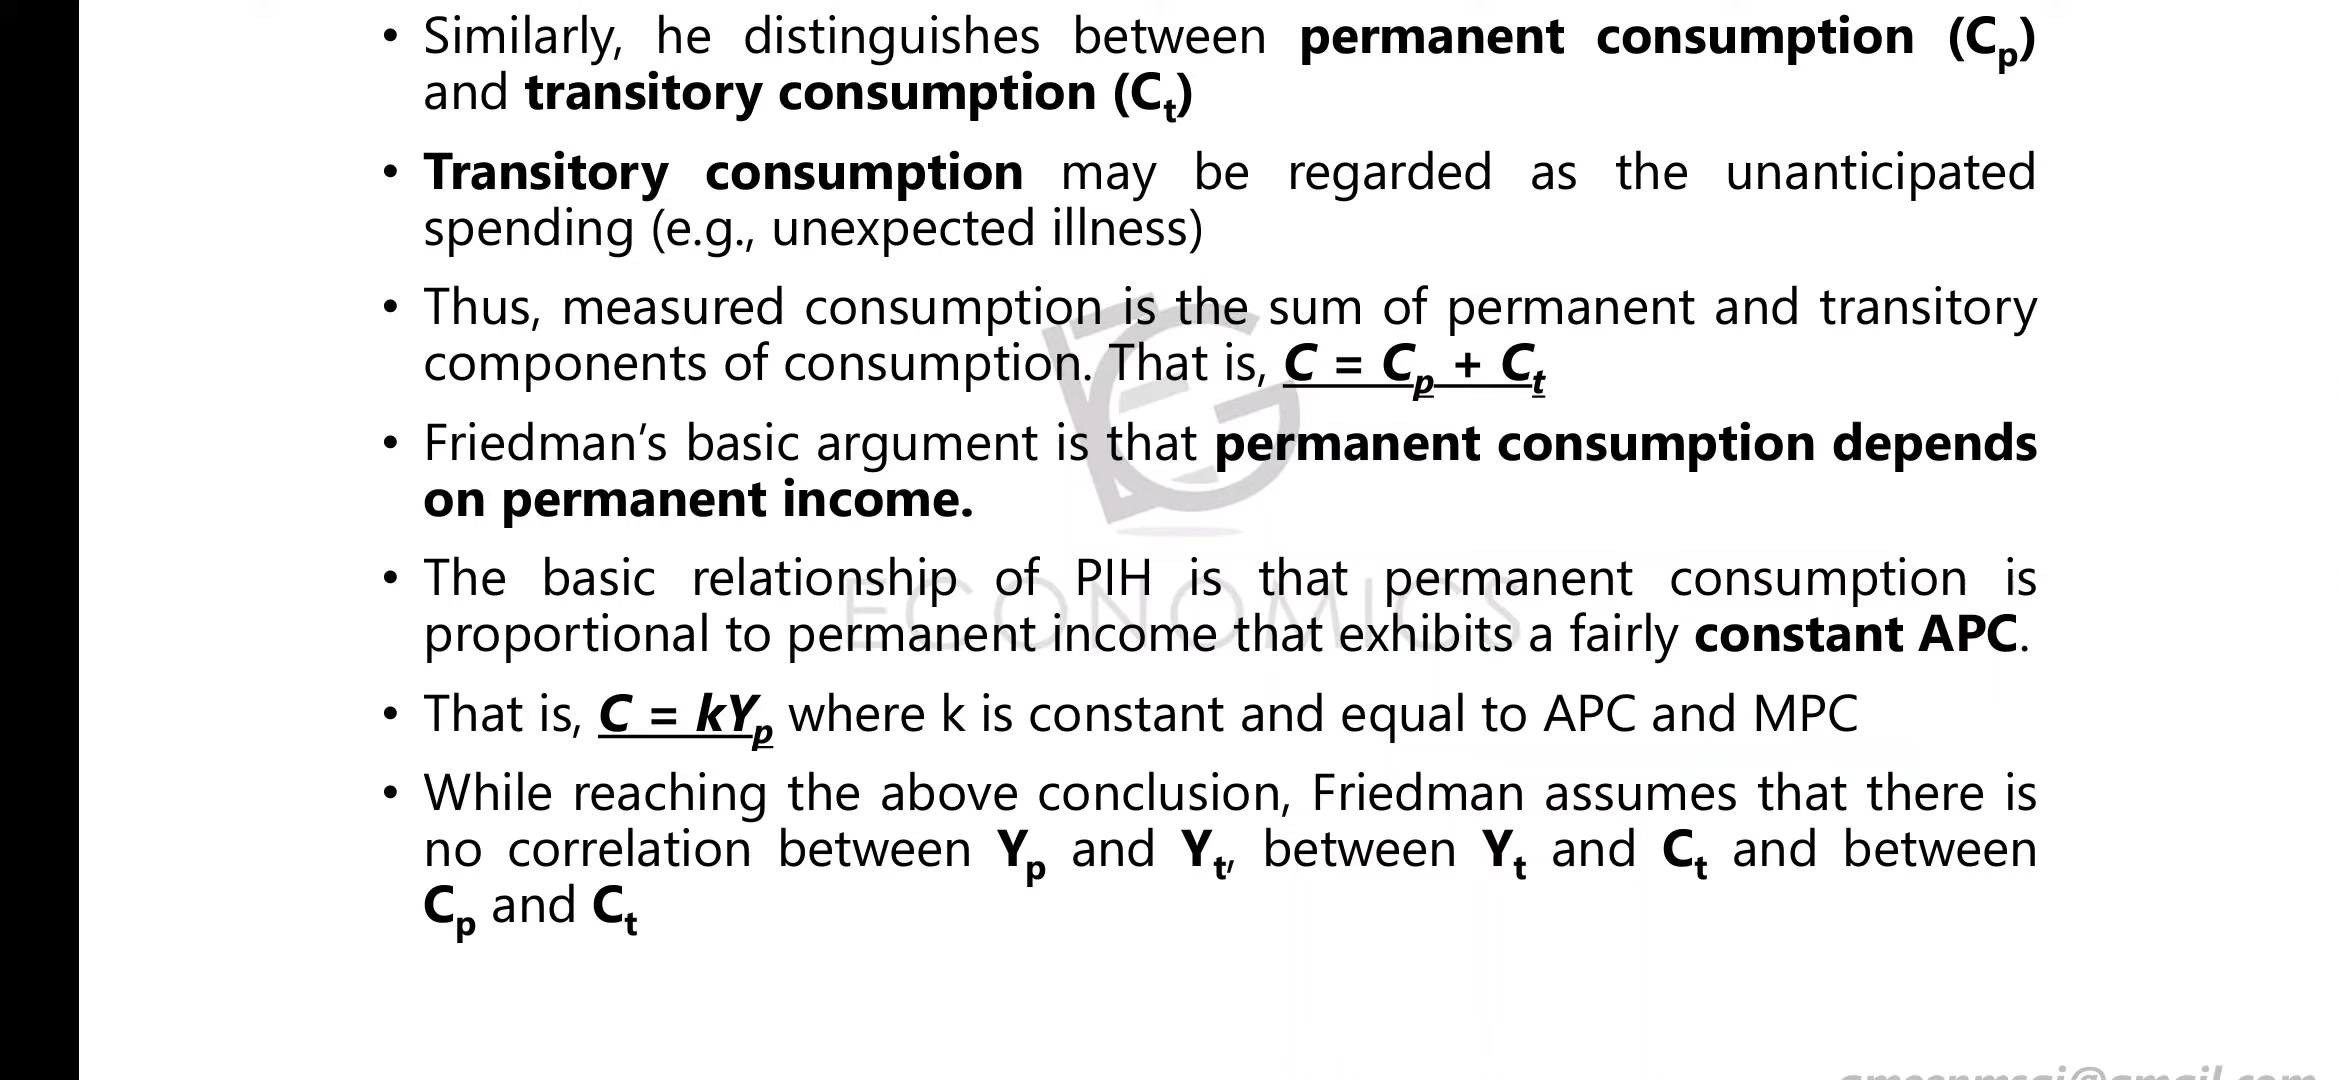 • Similarly, he distinguishes between permanent consumption (Cp)
and transitory consumption (Ct)
• Transitory consumption may be regarded as the unanticipated
spending (e.g., unexpected illness)
• Thus, measured consumption is the sum of permanent and transitory
components of consumption. That is, C = Cp + Ct
• Friedman’s basic argument is that permanent consumption depends
on permanent income.
• The basic relationship of PIH is that permanent consumption is
ECONOMICS
proportional to permanent income that exhibits a fairly constant APC.
• That is, C = kYp where k is constant and equal to APC and MPC
• While reaching the above conclusion, Friedman assumes that there is
no correlation between Yp and Yt, between Yt and Ct and between
Cp and Ct